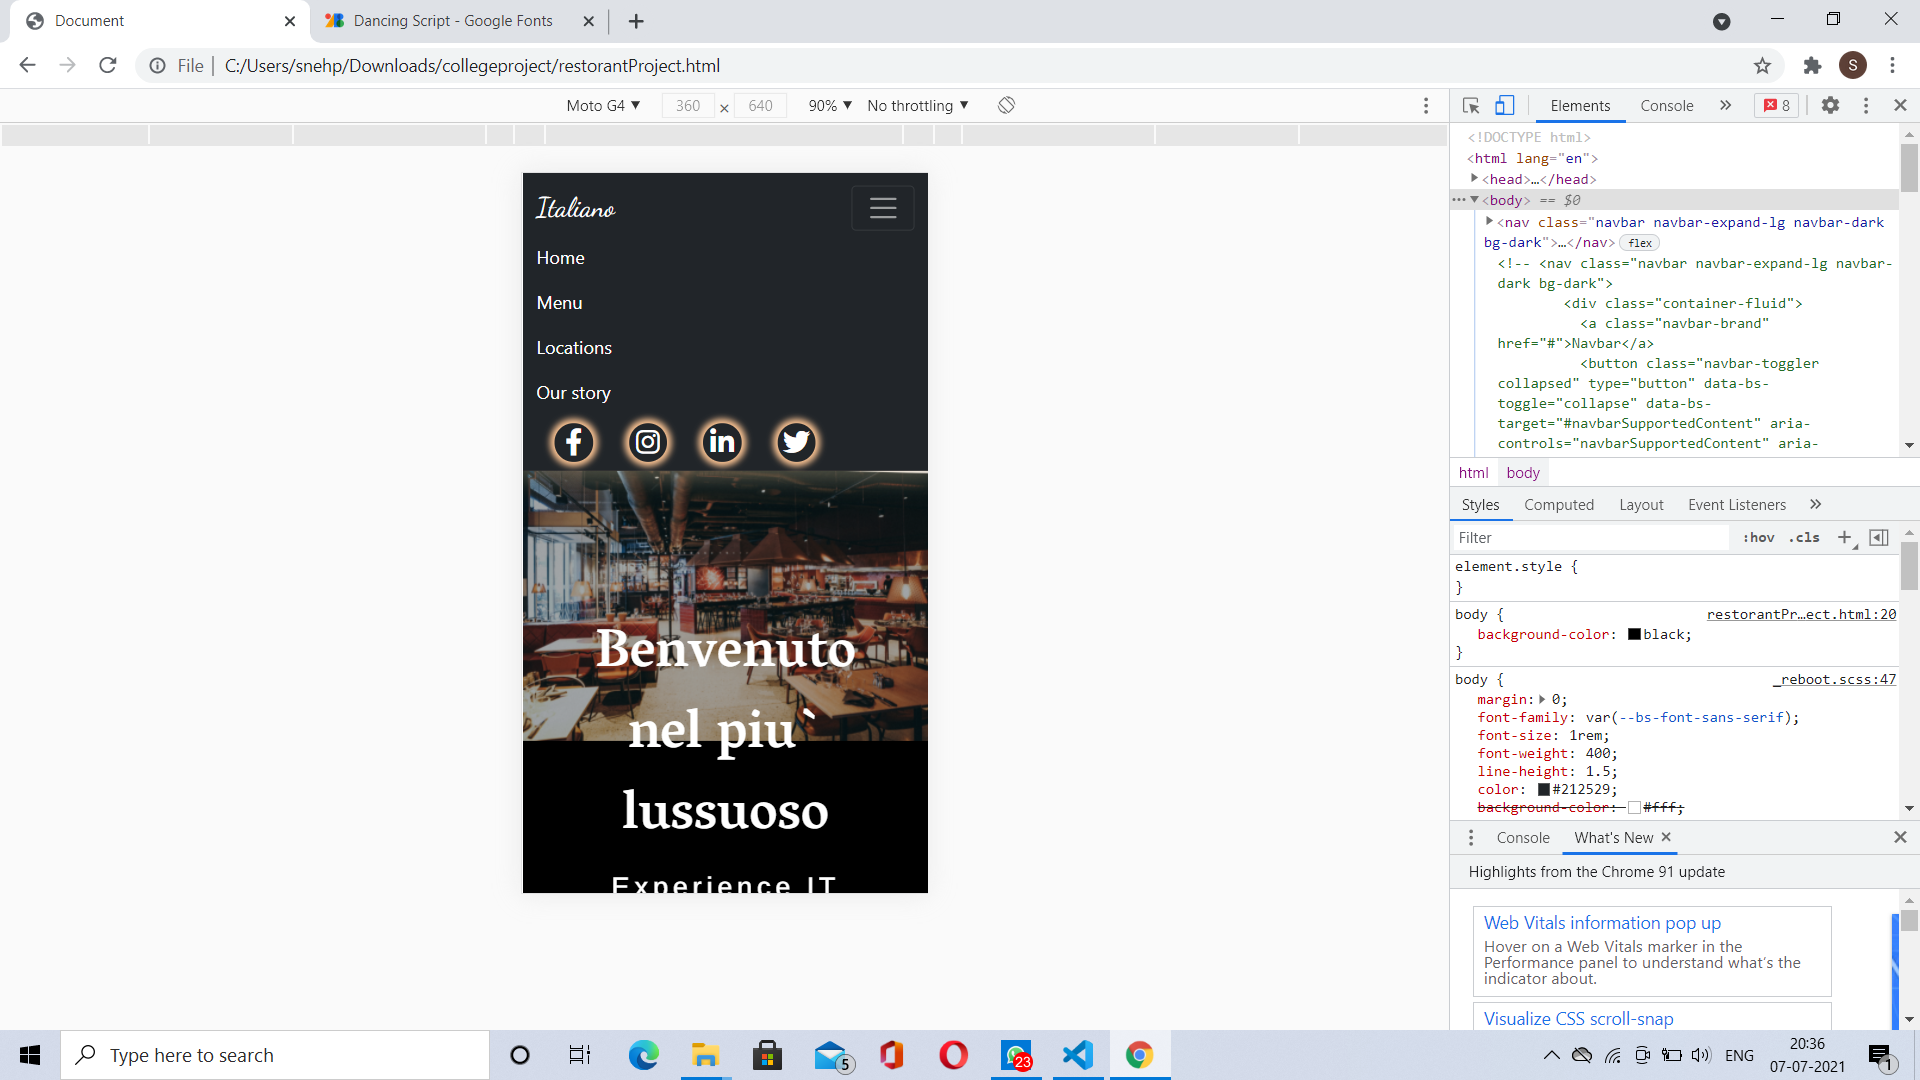 Document
Dancing Script - Google Fonts
File
C:/Users/snehp/Downloads/collegeproject/restorantProject.html
S
Moto G4 ▼
360 × 640
90% ▼
No throttling ▼
Elements
Console
»
8
Italiano
Home
Menu
Locations
Our story
Benvenuto
nel piu`
lussuoso
Experience IT
<!DOCTYPE html>
<html lang="en">
<head>…</head>
<body> == $0
<nav class="navbar navbar-expand-lg navbar-dark
bg-dark">…</nav> flex
<!-- <nav class="navbar navbar-expand-lg navbar-
dark bg-dark">
<div class="container-fluid">
<a class="navbar-brand"
href="#">Navbar</a>
<button class="navbar-toggler
collapsed" type="button" data-bs-
toggle="collapse" data-bs-
target="#navbarSupportedContent" aria-
controls="navbarSupportedContent" aria-
html body
Styles Computed Layout Event Listeners »
Filter
:hov .cls +
element.style {
}
body { restorantPr…ect.html:20
background-color: black;
}
body { _reboot.scss:47
margin: 0;
font-family: var(--bs-font-sans-serif);
font-size: 1rem;
font-weight: 400;
line-height: 1.5;
color: #212529;
background-color: #fff;
Console What's New
Highlights from the Chrome 91 update
Web Vitals information pop up
Hover on a Web Vitals marker in the
Performance panel to understand what's the
indicator about.
Visualize CSS scroll-snap
Type here to search
5
23
ENG
20:36
07-07-2021
1